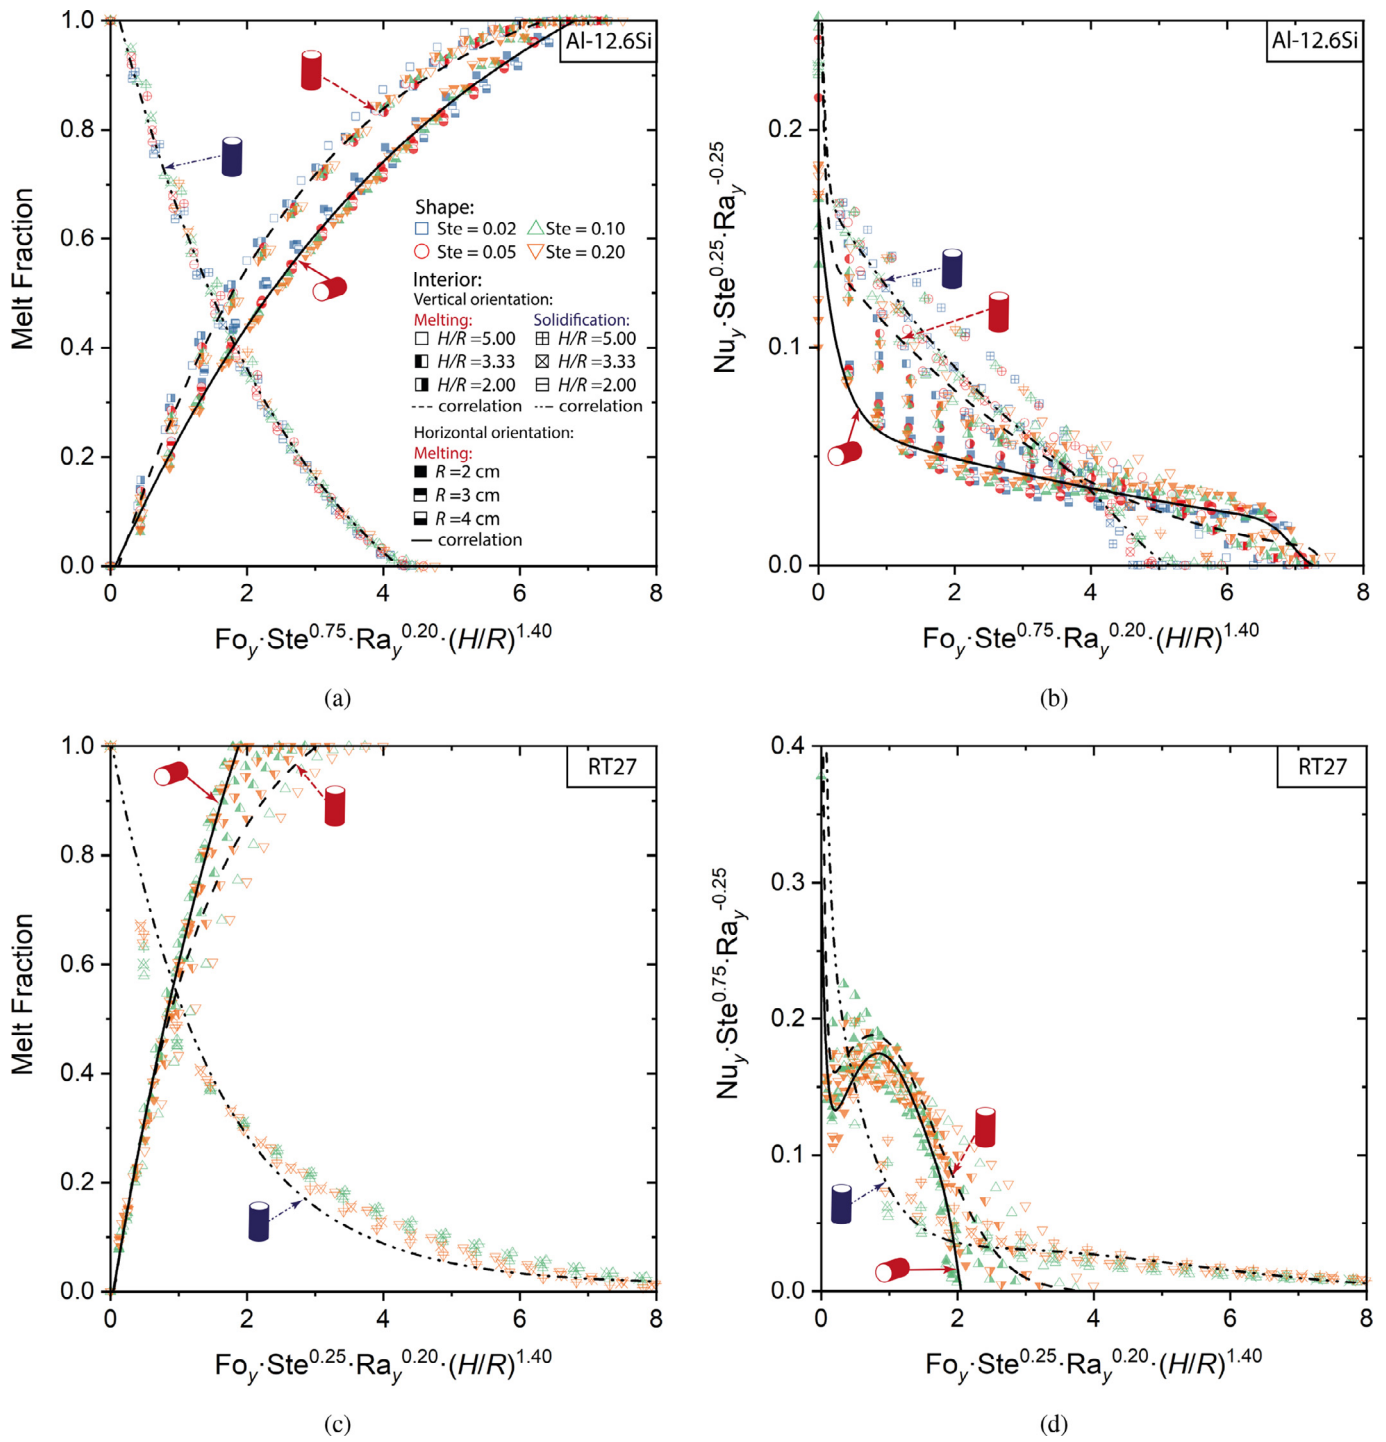 1.0
0.8
0.6
0.4
0.2
0.0
Melt Fraction
Al-12.6Si
Shape:
Ste = 0.02 Ste = 0.10
Ste = 0.05 Ste = 0.20
Interior:
Vertical orientation:
Melting: Solidification:
H/R=5.00 H/R=5.00
H/R=3.33 H/R=3.33
H/R=2.00 H/R=2.00
correlation correlation
Horizontal orientation:
Melting:
R =2 cm
R =3 cm
R =4 cm
correlation
0 2 4 6 8
Fo_y·Ste^0.75·Ra_y^0.20·(H/R)^1.40
(a)
0.2
0.1
0.0
Nu_y·Ste^0.25·Ra_y^-0.25
Al-12.6Si
0 2 4 6 8
Fo_y·Ste^0.75·Ra_y^0.20·(H/R)^1.40
(b)
1.0
0.8
0.6
0.4
0.2
0.0
Melt Fraction
RT27
0 2 4 6 8
Fo_y·Ste^0.25·Ra_y^0.20·(H/R)^1.40
(c)
0.4
0.3
0.2
0.1
0.0
Nu_y·Ste^0.75·Ra_y^-0.25
RT27
0 2 4 6 8
Fo_y·Ste^0.25·Ra_y^0.20·(H/R)^1.40
(d)